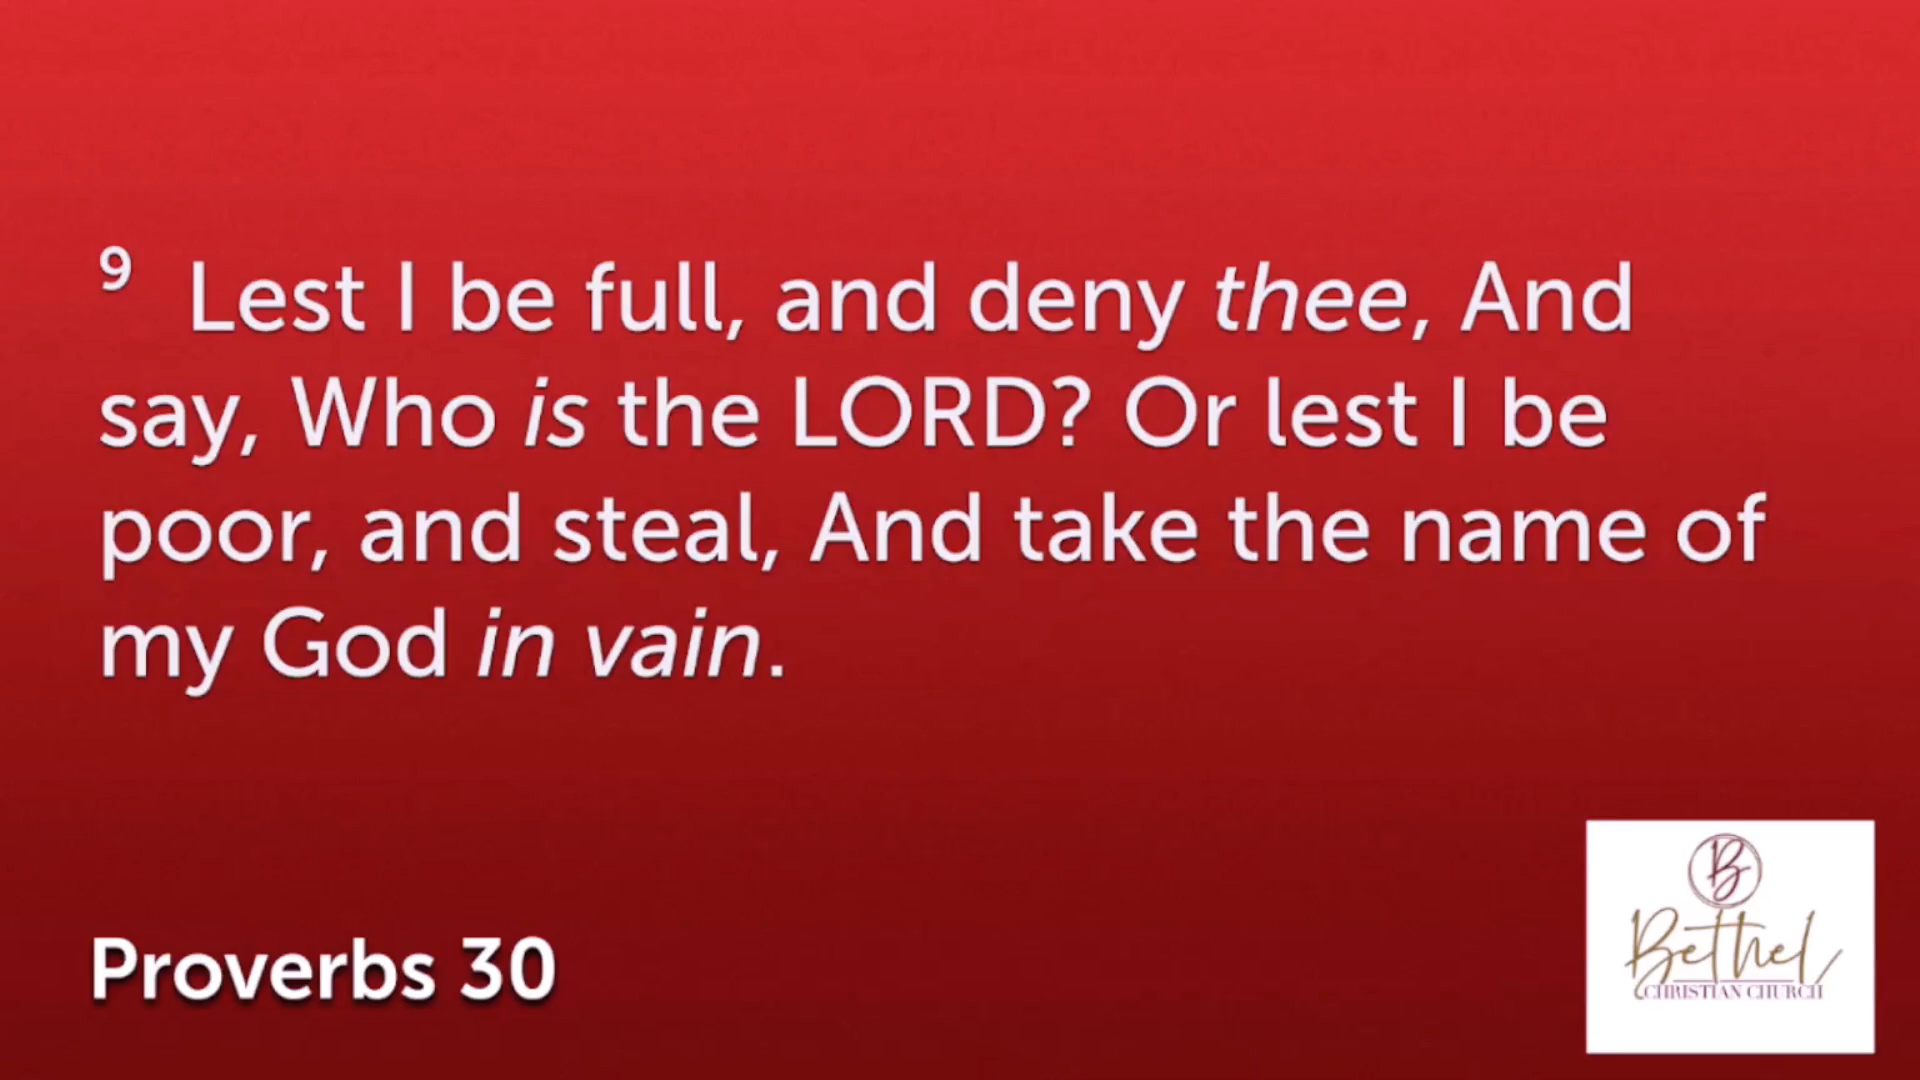 9 Lest I be full, and deny thee, And
say, Who is the LORD? Or lest I be
poor, and steal, And take the name of
my God in vain.
Proverbs 30
B
Bethel
CHRISTIAN CHURCH